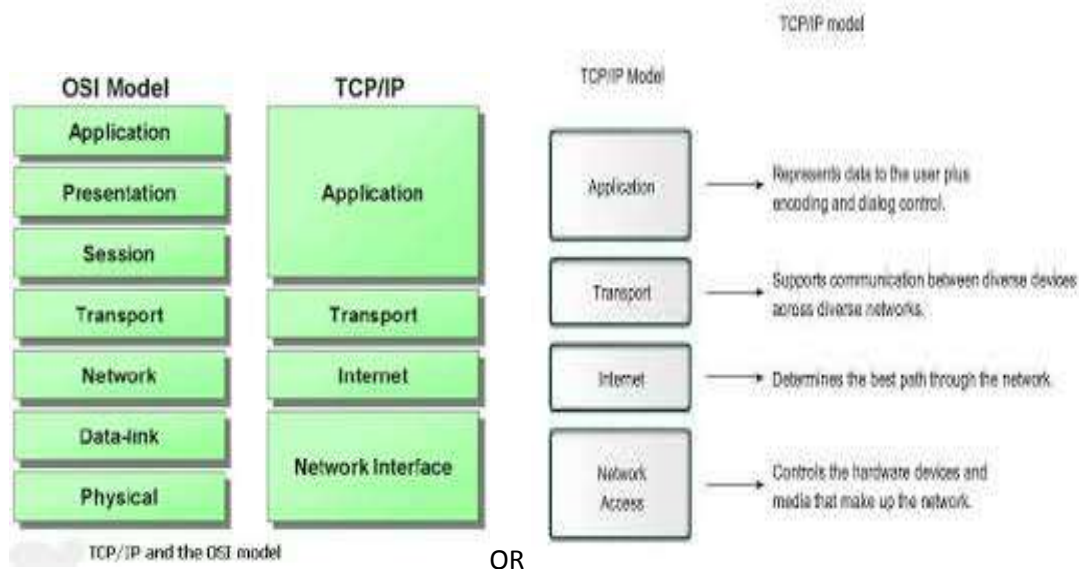 OSI Model
Application
Presentation
Session
Transport
Network
Data-link
Physical
TCP/IP
Application
Transport
Internet
Network Interface
TCP/IP and the OSI model
OR
TCP/IP model
TCP/IP Model
Application
Represents data to the user plus
encoding and dialog control.
Transport
Supports communication between diverse devices
across diverse networks.
Internet
Determines the best path through the network.
Network
Access
Controls the hardware devices and
media that make up the network.